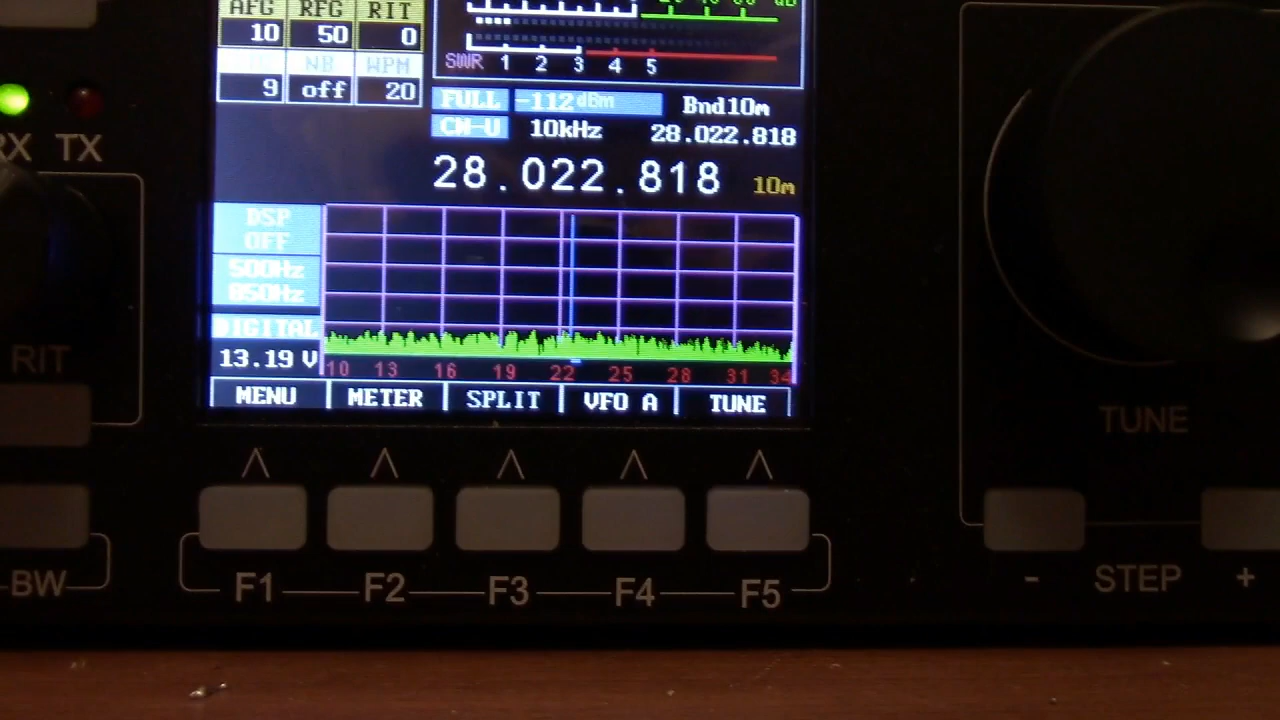 AFG RFG RIT
10 50 0
NB WPM
9 off 20
SWR 1 2 3 4 5
FULL -112 dBm Bnd10m
CW-U 10kHz 28.022.818
28.022.818 10m
RX TX
DSP
OFF
500Hz
850Hz
DIGITAL
13.19 V
10 13 16 19 22 25 28 31 34
RIT
MENU METER SPLIT VFO A TUNE
TUNE
BW
F1 F2 F3 F4 F5
- STEP +